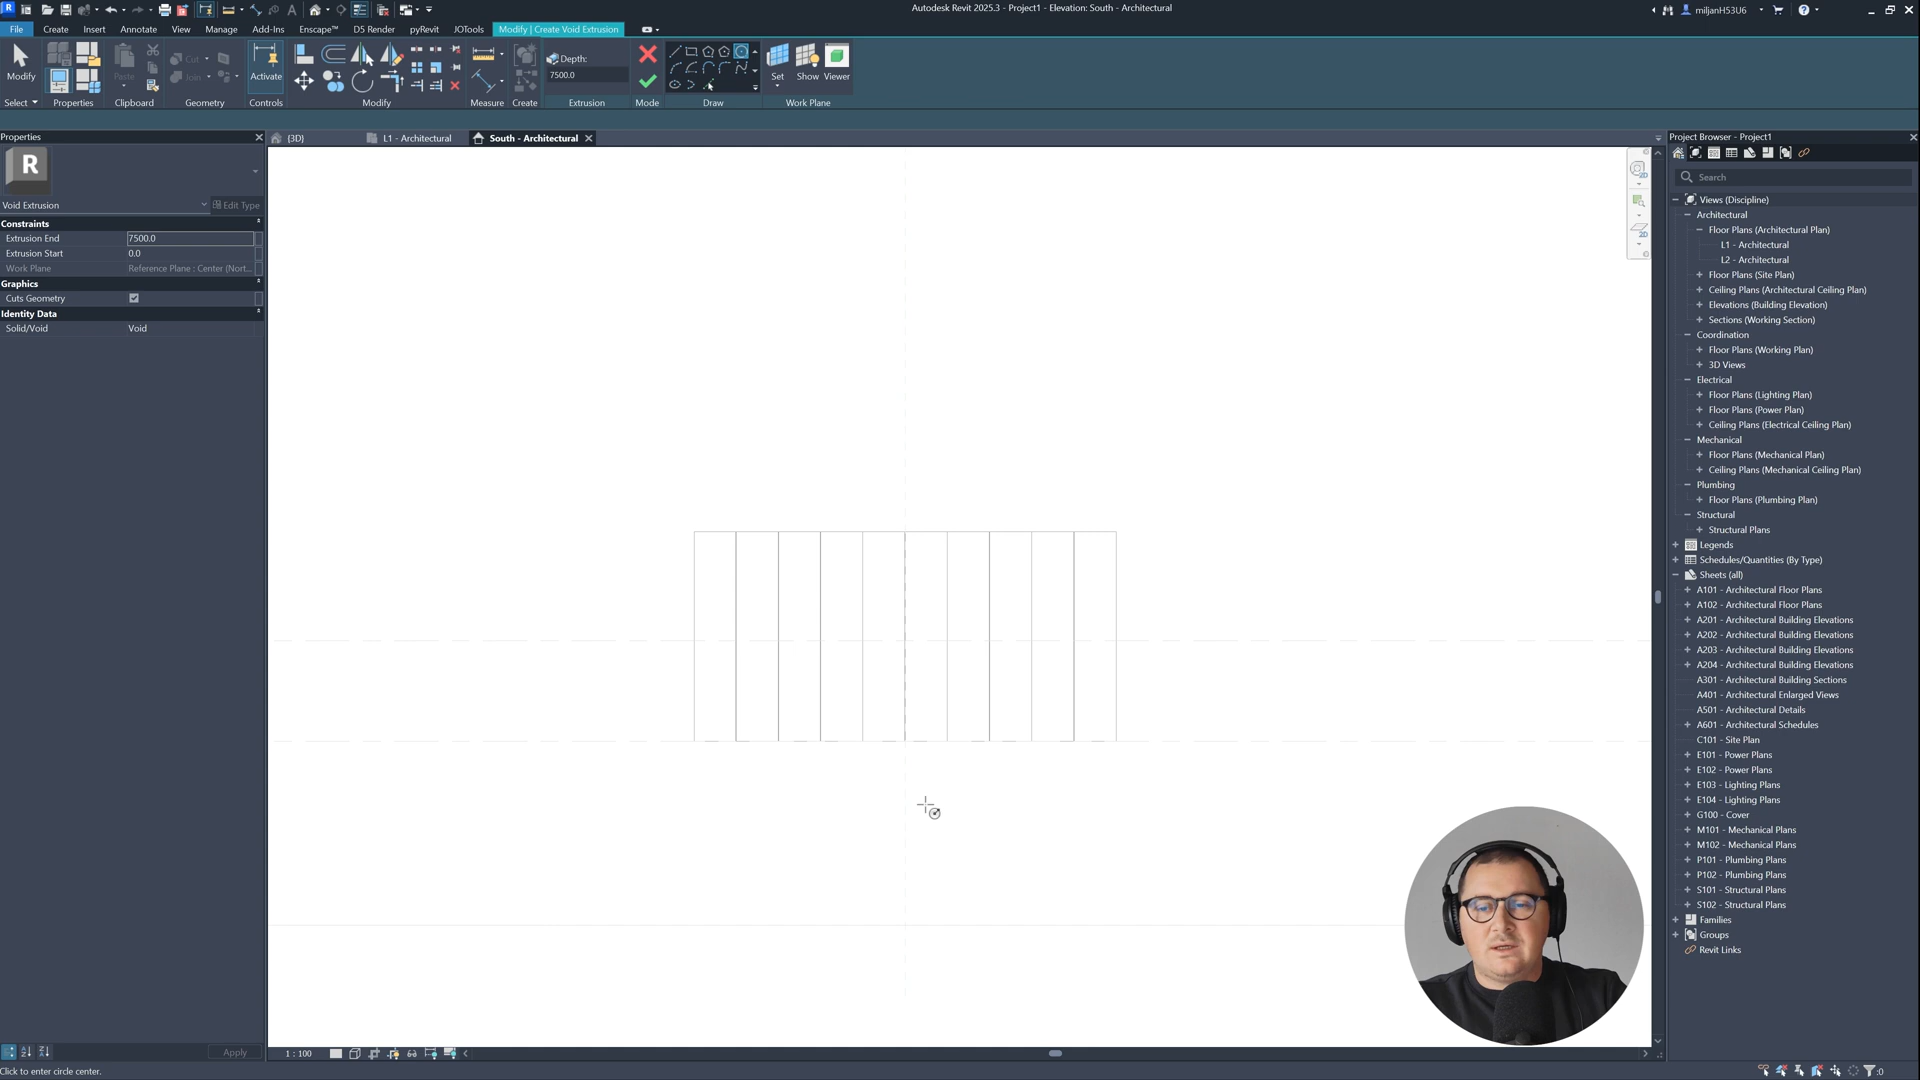 Autodesk Revit 2025.3 - Project1 - Elevation: South - Architectural
miljanH53U6
File
Create
Insert
Annotate
View
Manage
Add-Ins
Enscape™
D5 Render
pyRevit
JOTools
Modify | Create Void Extrusion
Modify
Paste
Cut
Join
Activate
Depth:
7500.0
Set
Show
Viewer
Select
Properties
Clipboard
Geometry
Controls
Modify
Measure
Create
Extrusion
Mode
Draw
Work Plane
Properties
{3D}
L1 - Architectural
South - Architectural
R
Void Extrusion
Edit Type
Constraints
Extrusion End
7500.0
Extrusion Start
0.0
Work Plane
Reference Plane : Center (Nort...
Graphics
Cuts Geometry
Identity Data
Solid/Void
Void
Apply
1 : 100
Click to enter circle center.
Project Browser - Project1
Search
Views (Discipline)
Architectural
Floor Plans (Architectural Plan)
L1 - Architectural
L2 - Architectural
Floor Plans (Site Plan)
Ceiling Plans (Architectural Ceiling Plan)
Elevations (Building Elevation)
Sections (Working Section)
Coordination
Floor Plans (Working Plan)
3D Views
Electrical
Floor Plans (Lighting Plan)
Floor Plans (Power Plan)
Ceiling Plans (Electrical Ceiling Plan)
Mechanical
Floor Plans (Mechanical Plan)
Ceiling Plans (Mechanical Ceiling Plan)
Plumbing
Floor Plans (Plumbing Plan)
Structural
Structural Plans
Legends
Schedules/Quantities (By Type)
Sheets (all)
A101 - Architectural Floor Plans
A102 - Architectural Floor Plans
A201 - Architectural Building Elevations
A202 - Architectural Building Elevations
A203 - Architectural Building Elevations
A204 - Architectural Building Elevations
A301 - Architectural Building Sections
A401 - Architectural Enlarged Views
A501 - Architectural Details
A601 - Architectural Schedules
C101 - Site Plan
E101 - Power Plans
E102 - Power Plans
E103 - Lighting Plans
E104 - Lighting Plans
G100 - Cover
M101 - Mechanical Plans
M102 - Mechanical Plans
P101 - Plumbing Plans
P102 - Plumbing Plans
S101 - Structural Plans
S102 - Structural Plans
Families
Groups
Revit Links
:0